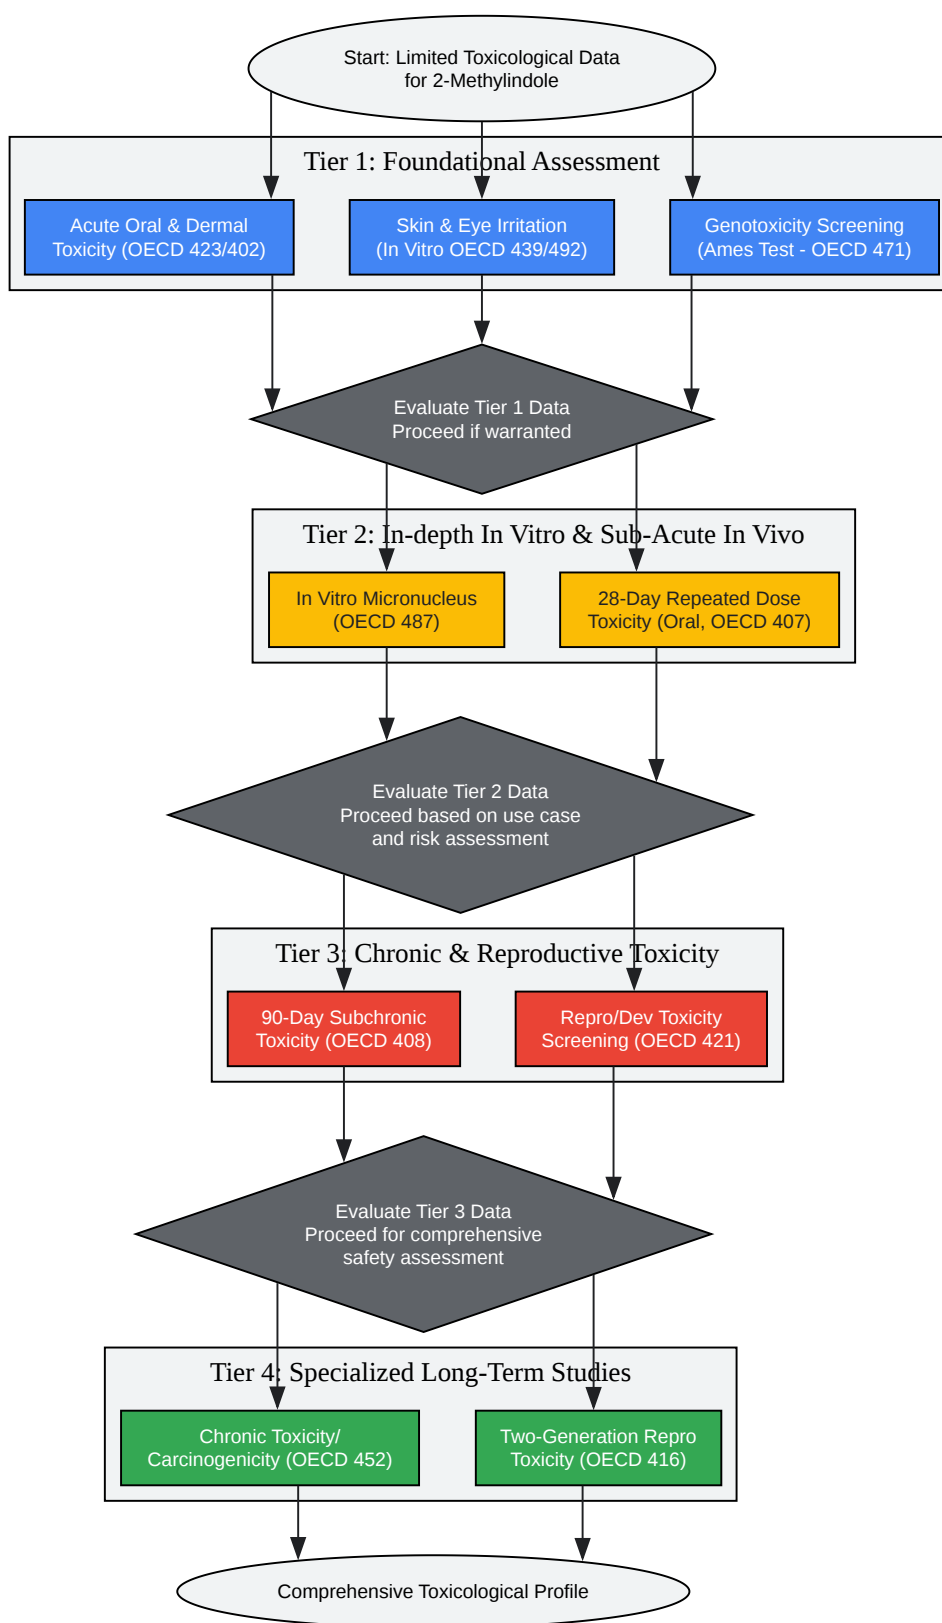 Start: Limited Toxicological Data
for 2-Methylindole
Tier 1: Foundational Assessment
Acute Oral & Dermal
Toxicity (OECD 423/402)
Skin & Eye Irritation
(In Vitro OECD 439/492)
Genotoxicity Screening
(Ames Test - OECD 471)
Evaluate Tier 1 Data
Proceed if warranted
Tier 2: In-depth In Vitro & Sub-Acute In Vivo
In Vitro Micronucleus
(OECD 487)
28-Day Repeated Dose
Toxicity (Oral, OECD 407)
Evaluate Tier 2 Data
Proceed based on use case
and risk assessment
Tier 3: Chronic & Reproductive Toxicity
90-Day Subchronic
Toxicity (OECD 408)
Repro/Dev Toxicity
Screening (OECD 421)
Evaluate Tier 3 Data
Proceed for comprehensive
safety assessment
Tier 4: Specialized Long-Term Studies
Chronic Toxicity/
Carcinogenicity (OECD 452)
Two-Generation Repro
Toxicity (OECD 416)
Comprehensive Toxicological Profile